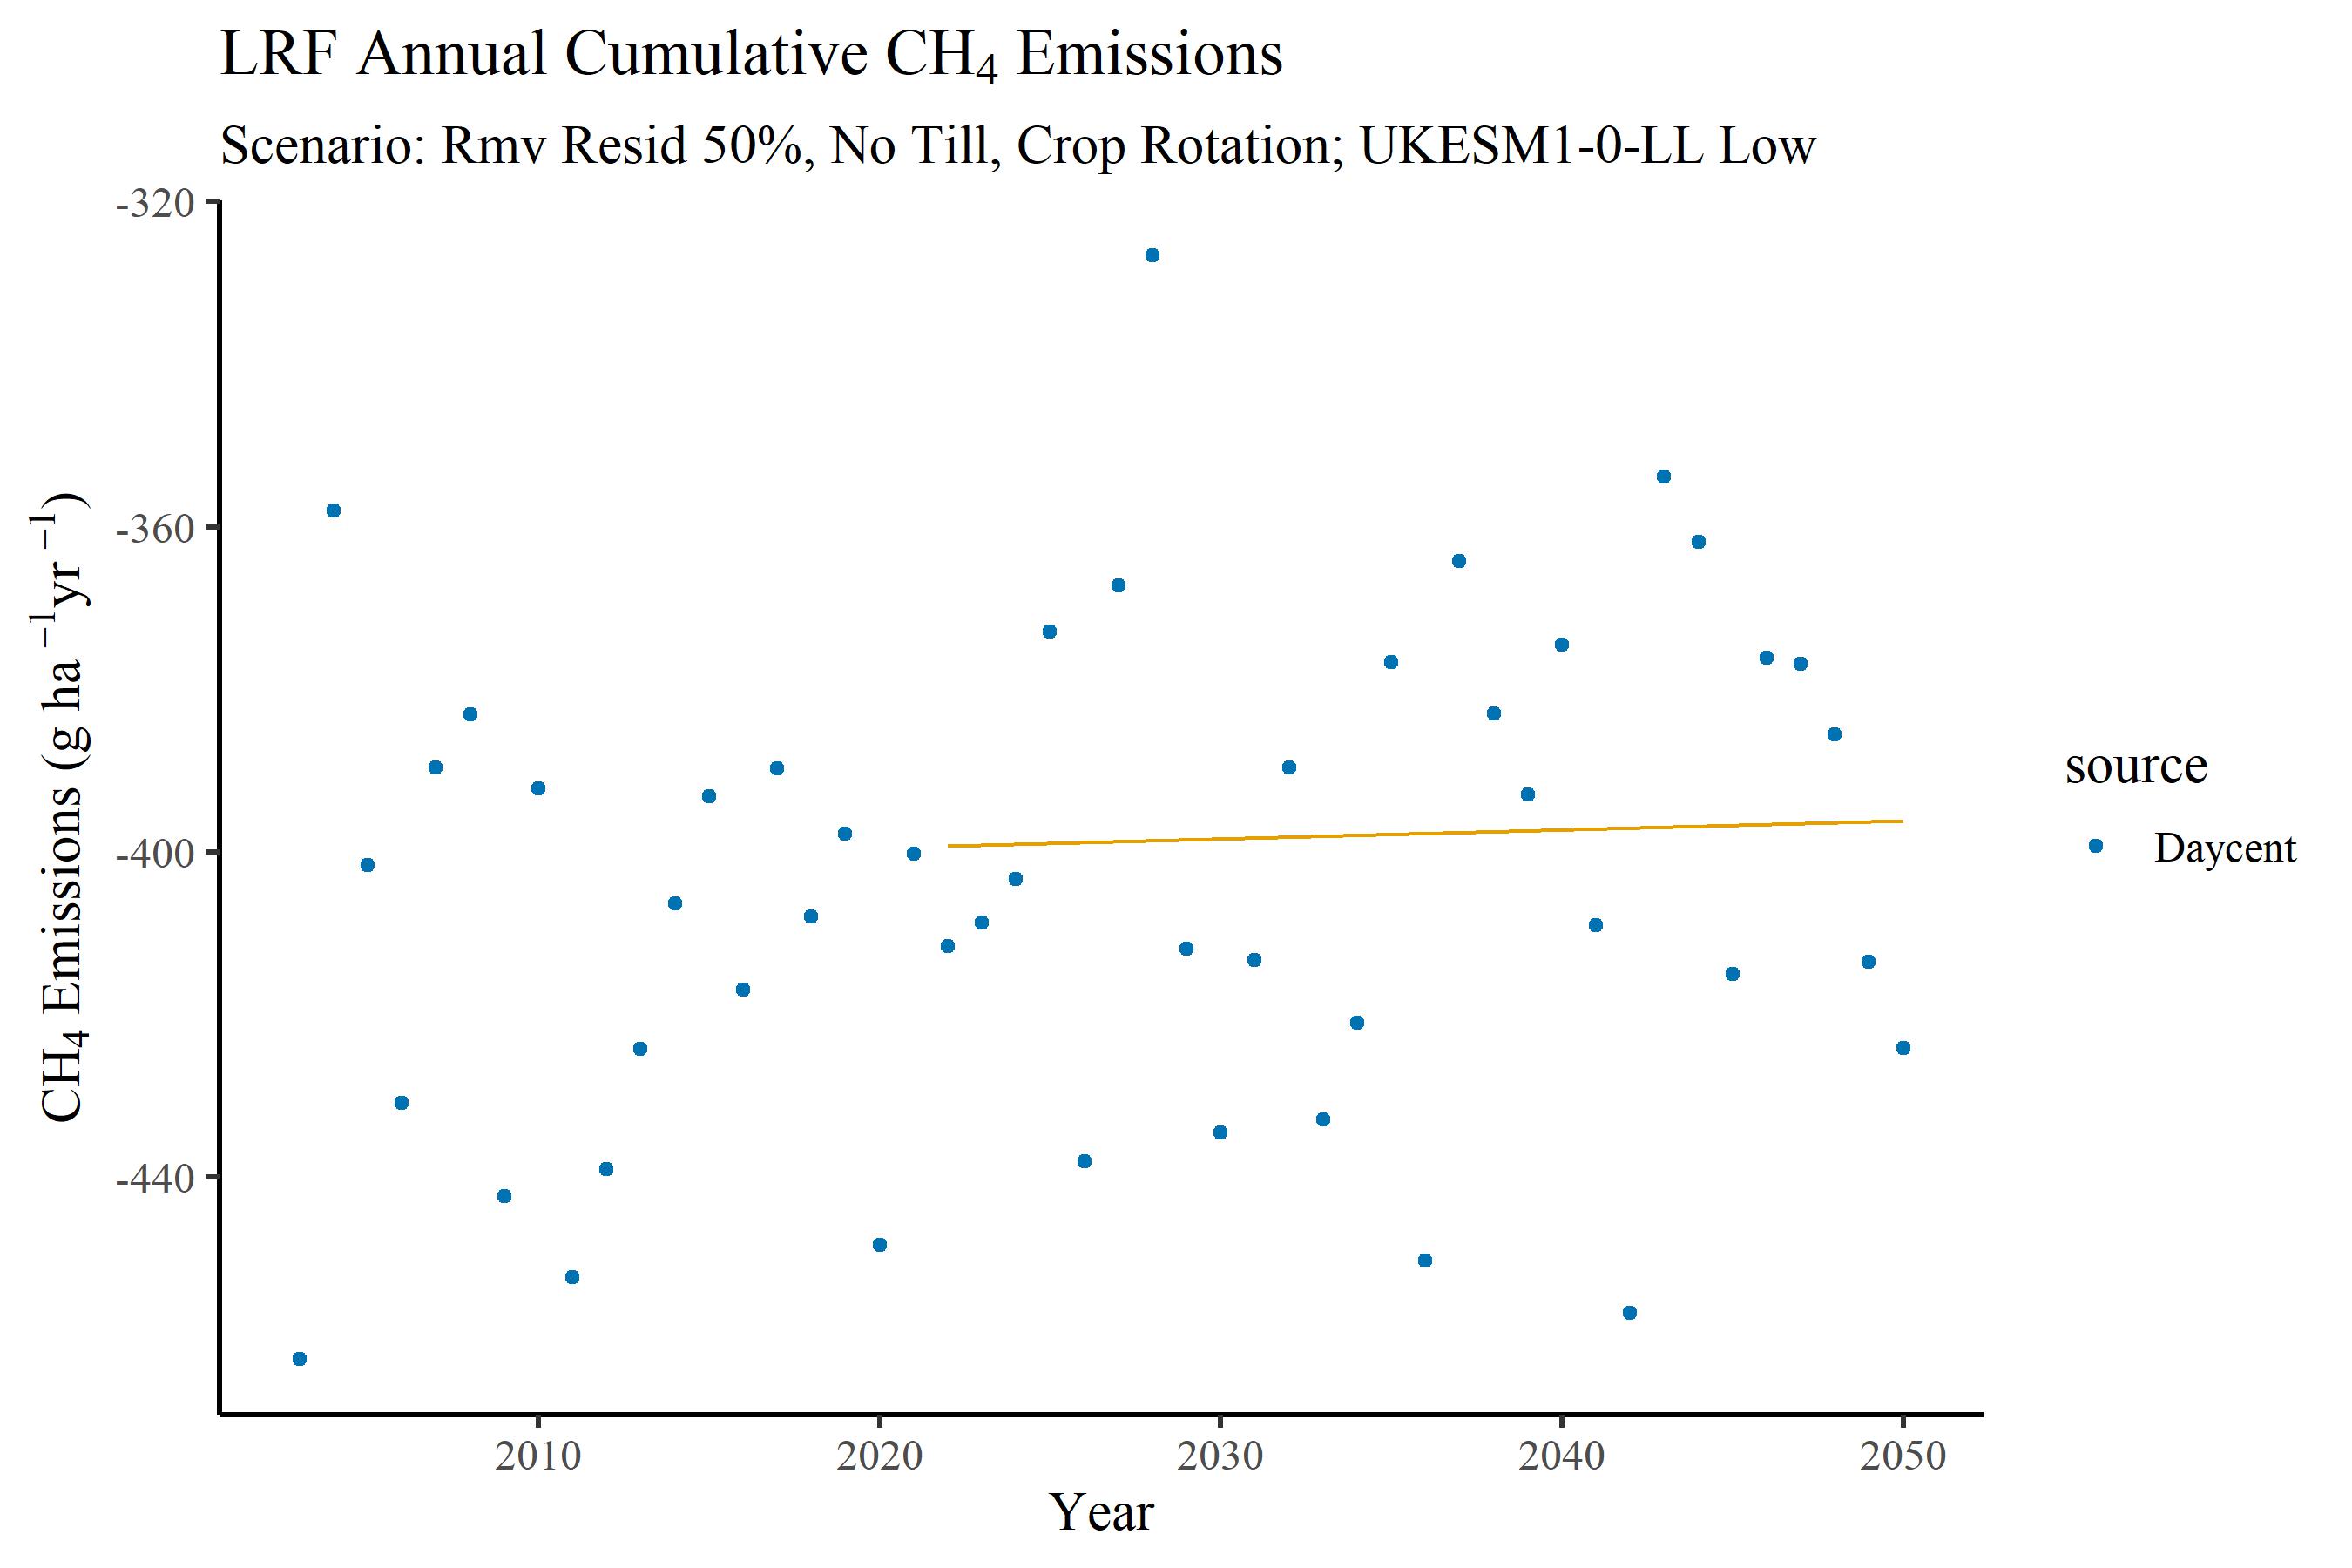 LRF Annual Cumulative CH₄ Emissions
Scenario: Rmv Resid 50%, No Till, Crop Rotation; UKESM1-0-LL Low
CH₄ Emissions (g ha ⁻¹yr ⁻¹)
-320
-360
-400
-440
2010
2020
2030
2040
2050
Year
source
Daycent